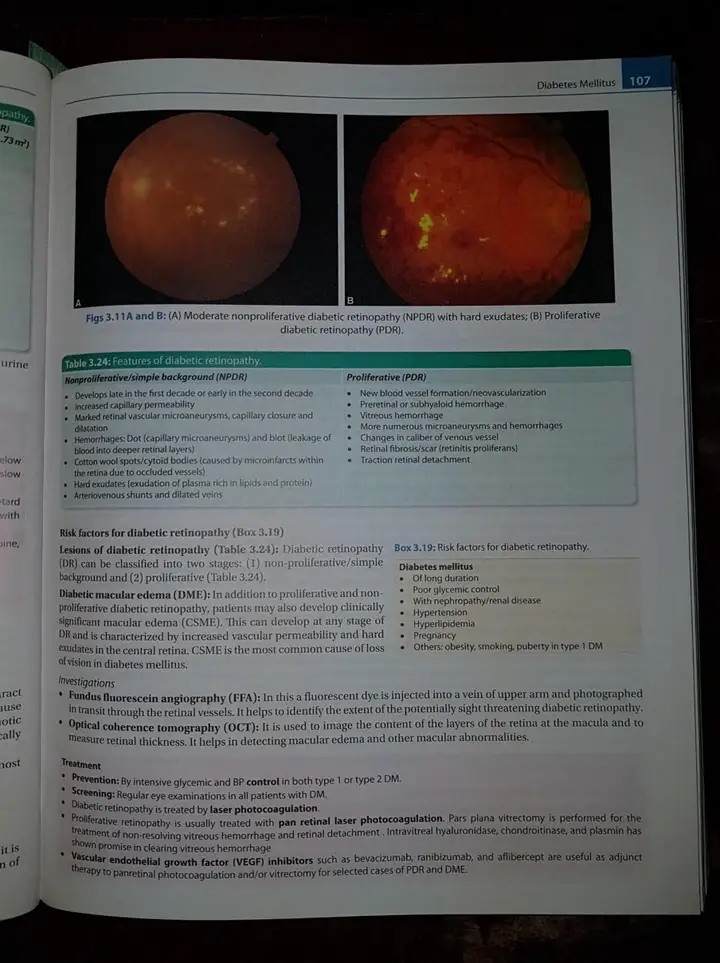 Diabetes Mellitus 107
opathy.
R)
.73 m²)
urine
elow
slow
etard
with
pine,
ract
ause
otic
cally
most
it is
n of
A
B
Figs 3.11A and B: (A) Moderate nonproliferative diabetic retinopathy (NPDR) with hard exudates; (B) Proliferative
diabetic retinopathy (PDR).
Table 3.24: Features of diabetic retinopathy.
Nonproliferative/simple background (NPDR)
• Develops late in the first decade or early in the second decade
• Increased capillary permeability
• Marked retinal vascular microaneurysms, capillary closure and
dilatation
• Hemorrhages: Dot (capillary microaneurysms) and blot (leakage of
blood into deeper retinal layers)
• Cotton wool spots/cytoid bodies (caused by microinfarcts within
the retina due to occluded vessels)
• Hard exudates (exudation of plasma rich in lipids and protein)
• Arteriovenous shunts and dilated veins
Proliferative (PDR)
• New blood vessel formation/neovascularization
• Preretinal or subhyaloid hemorrhage
• Vitreous hemorrhage
• More numerous microaneurysms and hemorrhages
• Changes in caliber of venous vessel
• Retinal fibrosis/scar (retinitis proliferans)
• Traction retinal detachment
Risk factors for diabetic retinopathy (Box 3.19)
Lesions of diabetic retinopathy (Table 3.24): Diabetic retinopathy
(DR) can be classified into two stages: (1) non-proliferative/simple
background and (2) proliferative (Table 3.24).
Diabetic macular edema (DME): In addition to proliferative and non-
proliferative diabetic retinopathy, patients may also develop clinically
significant macular edema (CSME). This can develop at any stage of
DR and is characterized by increased vascular permeability and hard
exudates in the central retina. CSME is the most common cause of loss
of vision in diabetes mellitus.
Box 3.19: Risk factors for diabetic retinopathy.
Diabetes mellitus
• Of long duration
• Poor glycemic control
• With nephropathy/renal disease
• Hypertension
• Hyperlipidemia
• Pregnancy
• Others: obesity, smoking, puberty in type 1 DM
Investigations
• Fundus fluorescein angiography (FFA): In this a fluorescent dye is injected into a vein of upper arm and photographed
in transit through the retinal vessels. It helps to identify the extent of the potentially sight threatening diabetic retinopathy.
• Optical coherence tomography (OCT): It is used to image the content of the layers of the retina at the macula and to
measure retinal thickness. It helps in detecting macular edema and other macular abnormalities.
Treatment
• Prevention: By intensive glycemic and BP control in both type 1 or type 2 DM.
• Screening: Regular eye examinations in all patients with DM.
• Diabetic retinopathy is treated by laser photocoagulation.
• Proliferative retinopathy is usually treated with pan retinal laser photocoagulation. Pars plana vitrectomy is performed for the
treatment of non-resolving vitreous hemorrhage and retinal detachment . Intravitreal hyaluronidase, chondroitinase, and plasmin has
shown promise in clearing vitreous hemorrhage
• Vascular endothelial growth factor (VEGF) inhibitors such as bevacizumab, ranibizumab, and aflibercept are useful as adjunct
therapy to panretinal photocoagulation and/or vitrectomy for selected cases of PDR and DME.